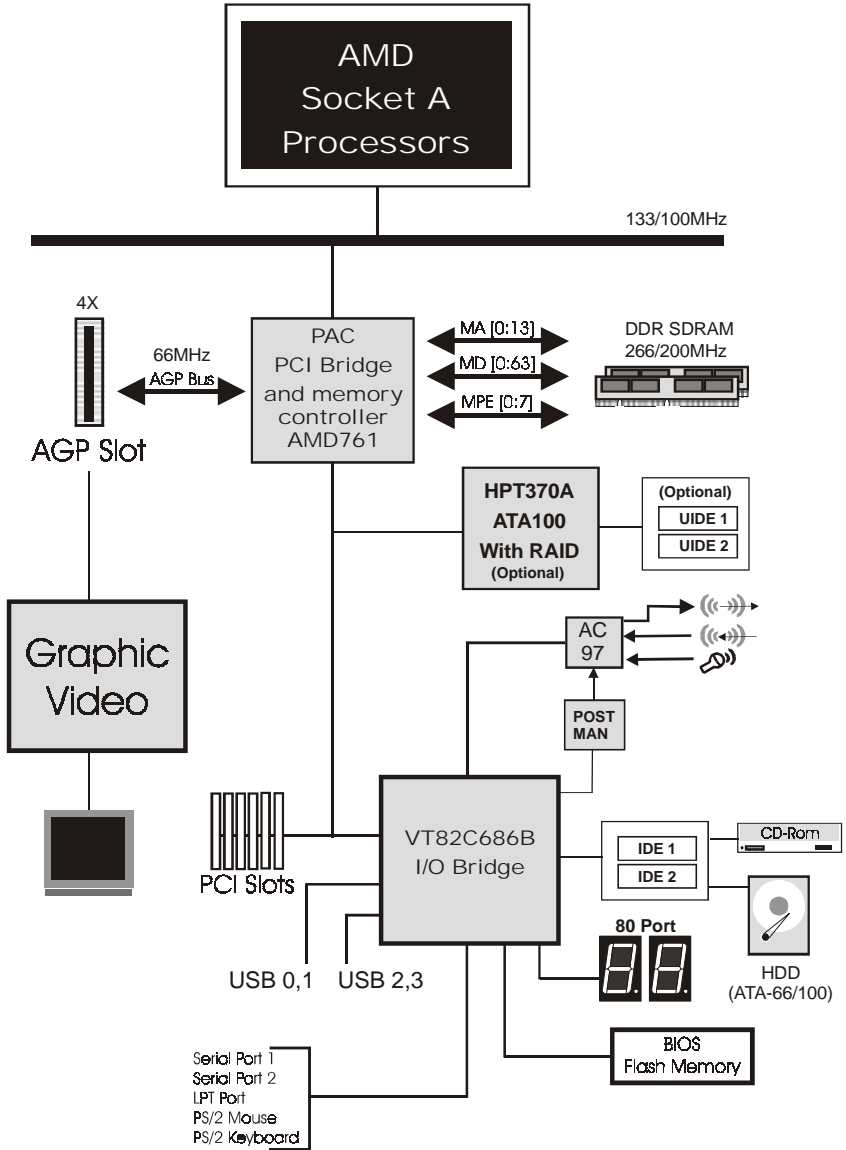 AMD
Socket A
Processors
133/100MHz
4X
66MHz
AGP Bus
AGP Slot
PAC
PCI Bridge
and memory
controller
AMD761
MA [0:13]
MD [0:63]
MPE [0:7]
DDR SDRAM
266/200MHz
HPT370A
ATA100
With RAID
(Optional)
(Optional)
UIDE 1
UIDE 2
Graphic
Video
AC
97
POST
MAN
PCI Slots
VT82C686B
I/O Bridge
IDE 1
IDE 2
CD-Rom
HDD
(ATA-66/100)
80 Port
88
USB 0,1
USB 2,3
BIOS
Flash Memory
Serial Port 1
Serial Port 2
LPT Port
PS/2 Mouse
PS/2 Keyboard